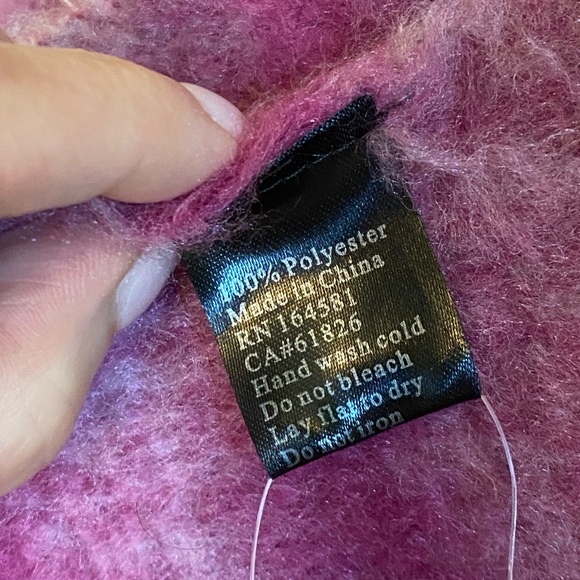 100% Polyester
Made in China
RN 164581
CA#61826
Hand wash cold
Do not bleach
Lay flat to dry
Do not iron